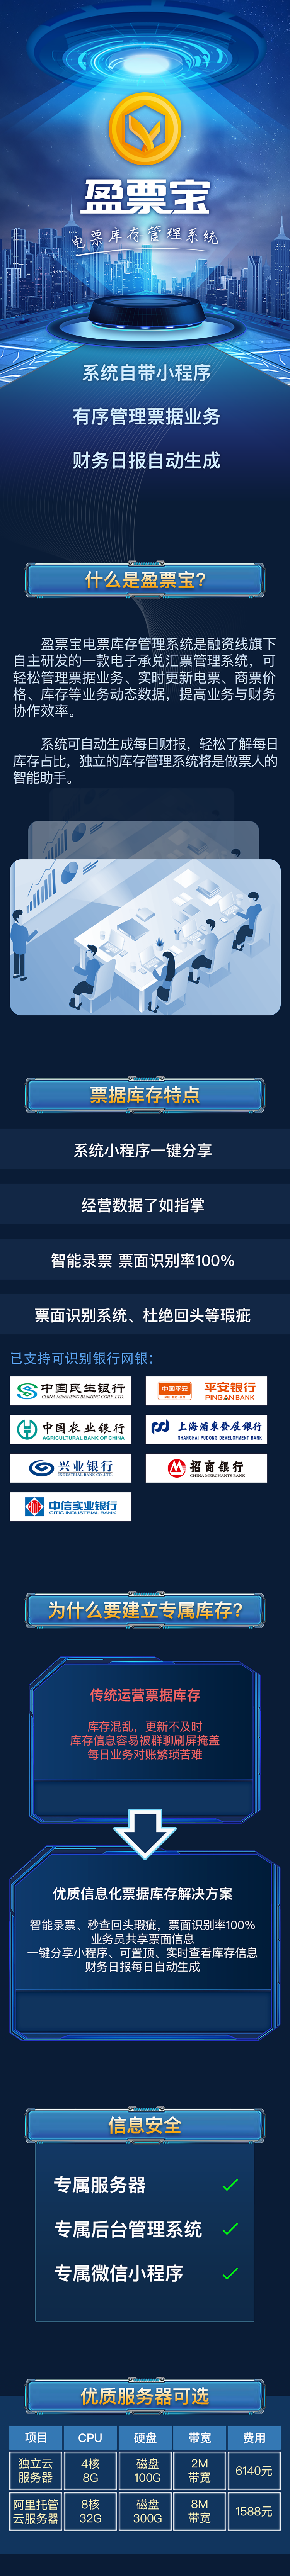 盈票宝
电票库存管理系统
系统自带小程序
有序管理票据业务
财务日报自动生成
什么是盈票宝?
盈票宝电票库存管理系统是融资线旗下
自主研发的一款电子承兑汇票管理系统，可
轻松管理票据业务、实时更新电票、商票价
格、库存等业务动态数据，提高业务与财务
协作效率。
系统可自动生成每日财报，轻松了解每日
库存占比，独立的库存管理系统将是做票人的
智能助手。
票据库存特点
系统小程序一键分享
经营数据了如指掌
智能录票 票面识别率100%
票面识别系统、杜绝回头等瑕疵
已支持可识别银行网银：
中国民生银行
CHINA MINSHENG BANKING CORP.,LTD.
中国平安
平安银行
PING AN BANK
中国农业银行
AGRICULTURAL BANK OF CHINA
上海浦东发展银行
SHANGHAI PUDONG DEVELOPMENT BANK
兴业银行
INDUSTRIAL BANK CO.,LTD.
招商银行
CHINA MERCHANTS BANK
中信实业银行
CITIC INDUSTRIAL BANK
为什么要建立专属库存?
传统运营票据库存
库存混乱，更新不及时
库存信息容易被群聊刷屏掩盖
每日业务对账繁琐苦难
优质信息化票据库存解决方案
智能录票、秒查回头瑕疵，票面识别率100%
业务员共享票面信息
一键分享小程序、可置顶、实时查看库存信息
财务日报每日自动生成
信息安全
专属服务器
专属后台管理系统
专属微信小程序
优质服务器可选
项目 CPU 硬盘 带宽 费用
独立云服务器 4核8G 磁盘100G 2M带宽 6140元
阿里托管云服务器 8核32G 磁盘300G 8M带宽 1588元